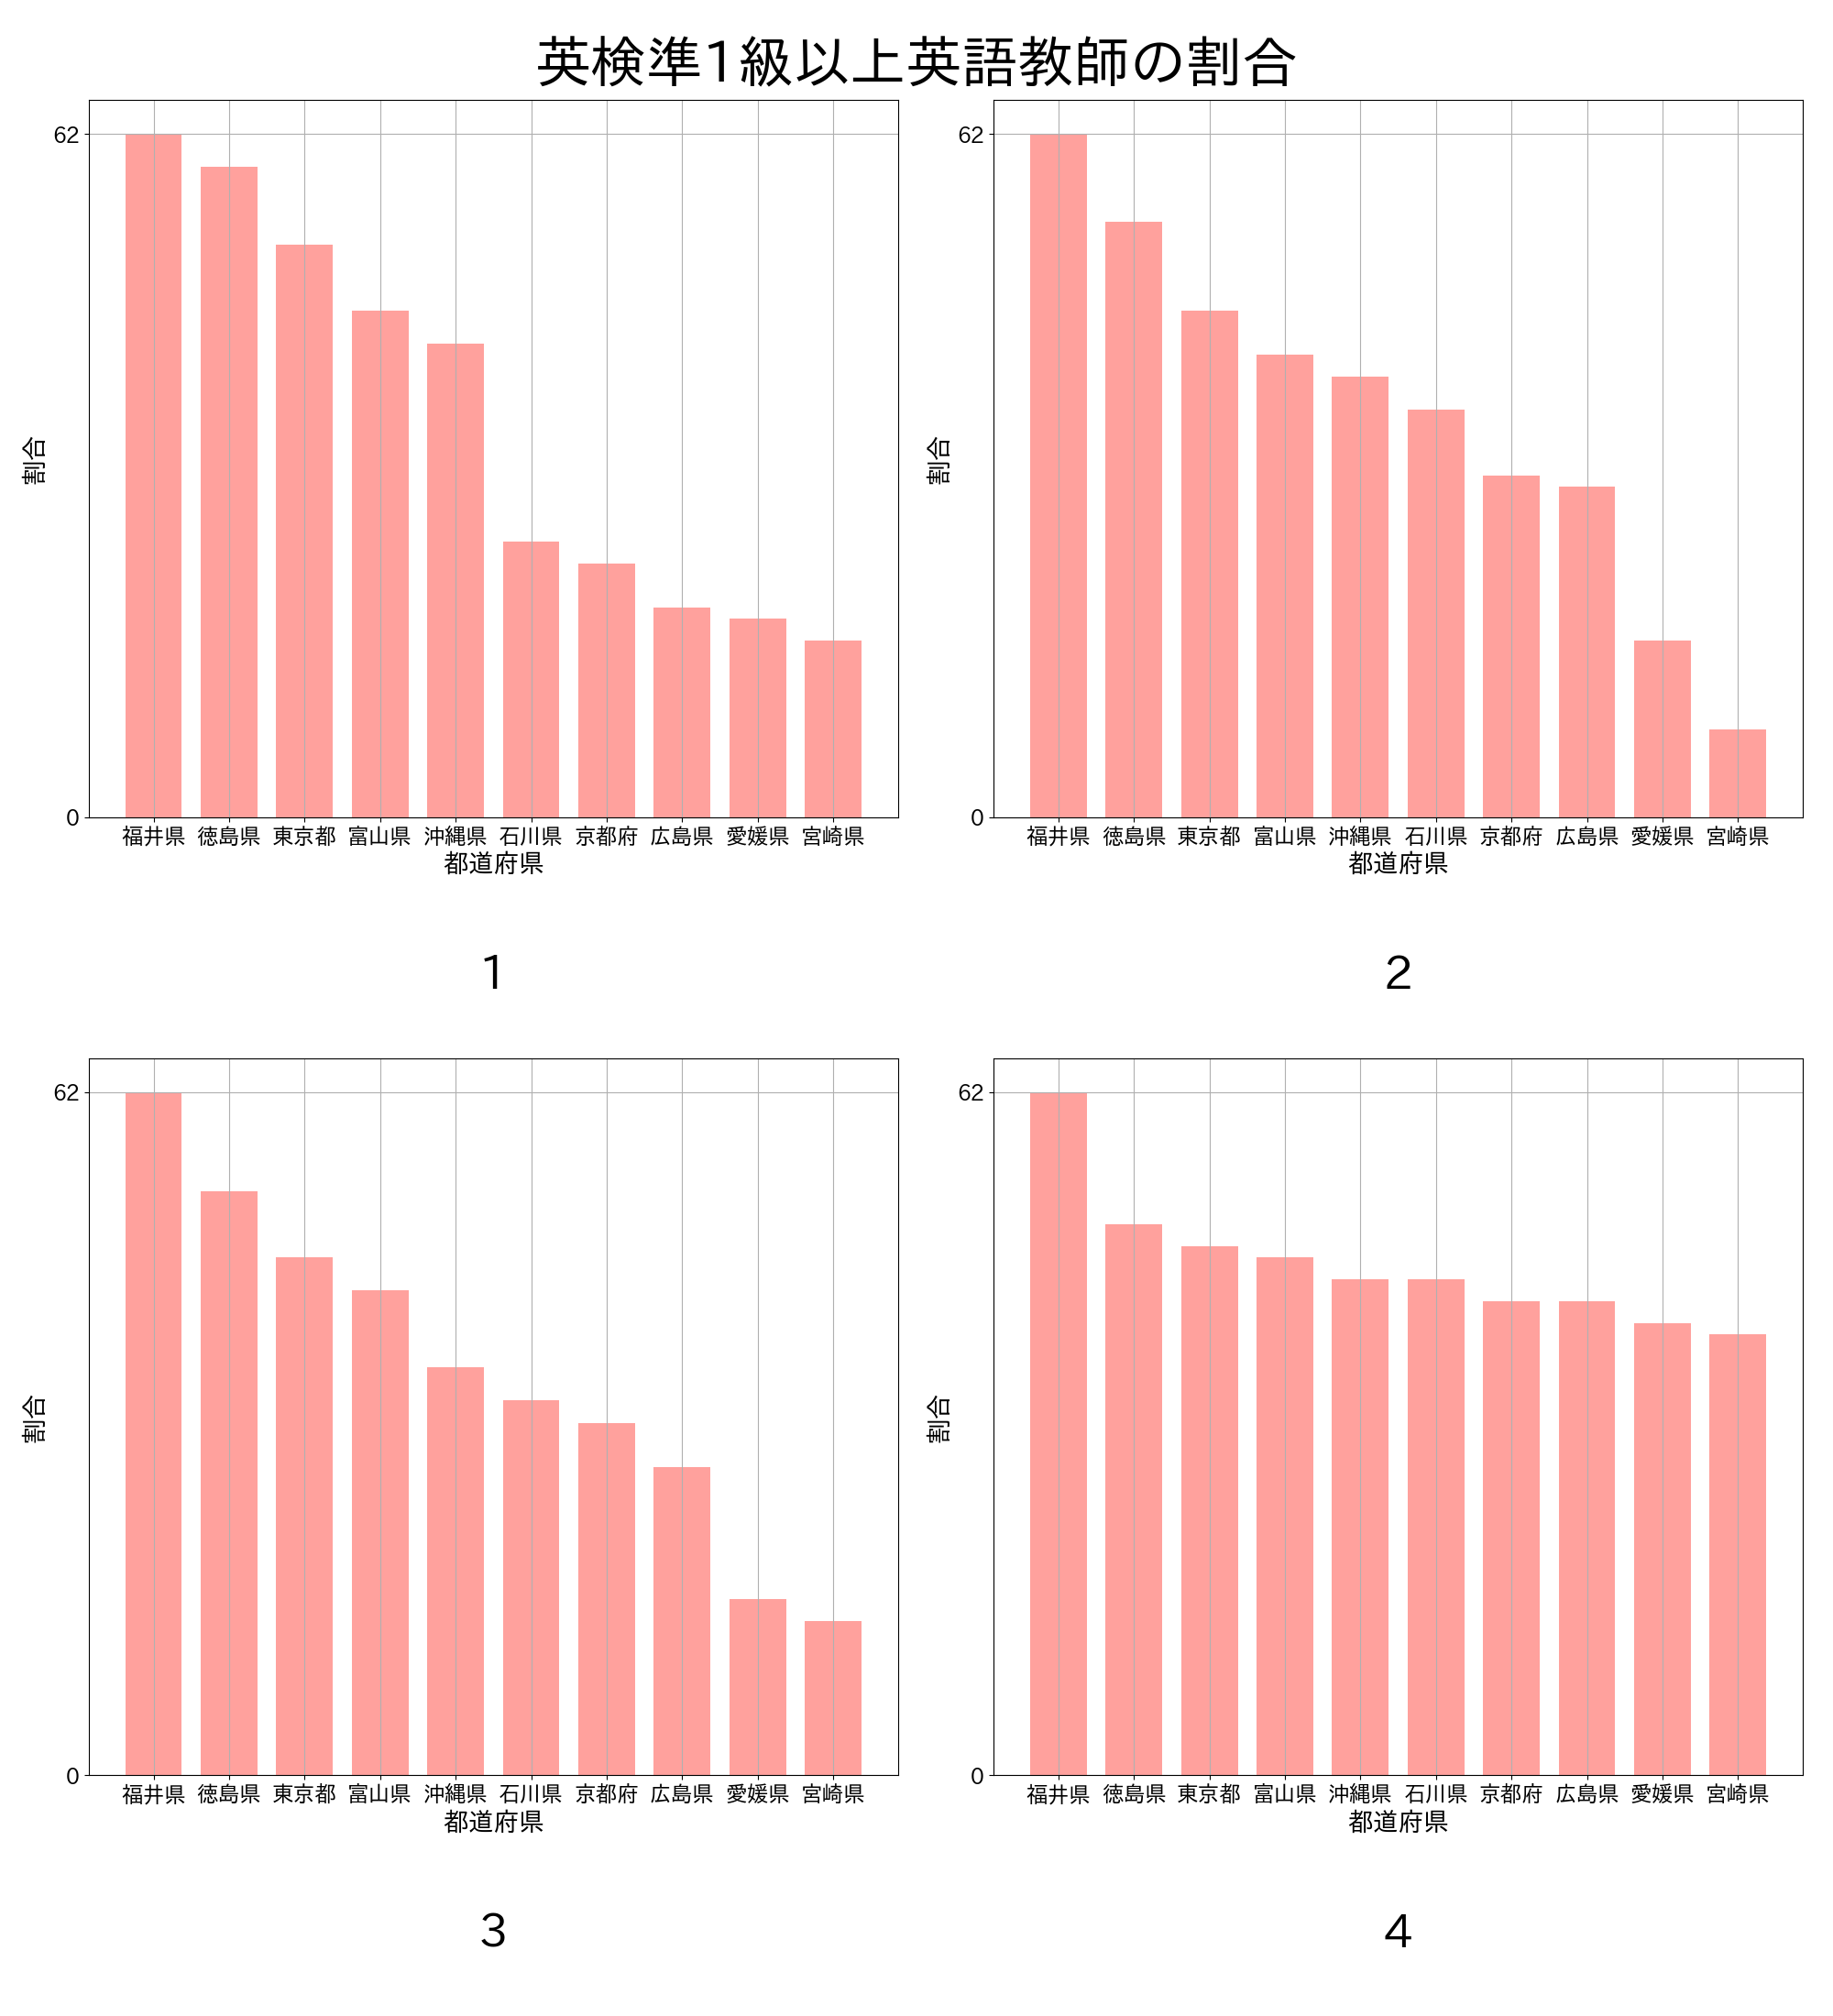 英検準1級以上英語教師の割合
62
0
割合
福井県 徳島県 東京都 富山県 沖縄県 石川県 京都府 広島県 愛媛県 宮崎県
都道府県
1
62
0
割合
福井県 徳島県 東京都 富山県 沖縄県 石川県 京都府 広島県 愛媛県 宮崎県
都道府県
2
62
0
割合
福井県 徳島県 東京都 富山県 沖縄県 石川県 京都府 広島県 愛媛県 宮崎県
都道府県
3
62
0
割合
福井県 徳島県 東京都 富山県 沖縄県 石川県 京都府 広島県 愛媛県 宮崎県
都道府県
4